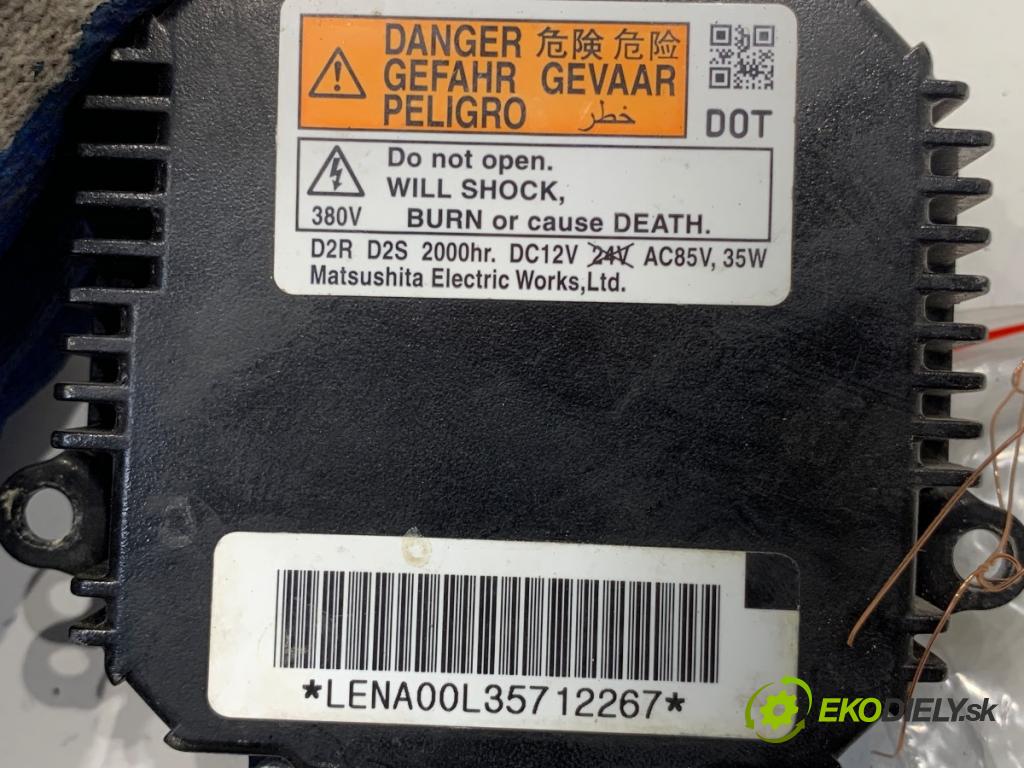 DANGER 危険 危险
GEFAHR GEVAAR
PELIGRO خطر
DOT
Do not open.
WILL SHOCK,
380V BURN or cause DEATH.
D2R D2S 2000hr. DC12V 24V AC85V, 35W
Matsushita Electric Works,Ltd.
*LENA00L35712267*
EKODIELY.sk